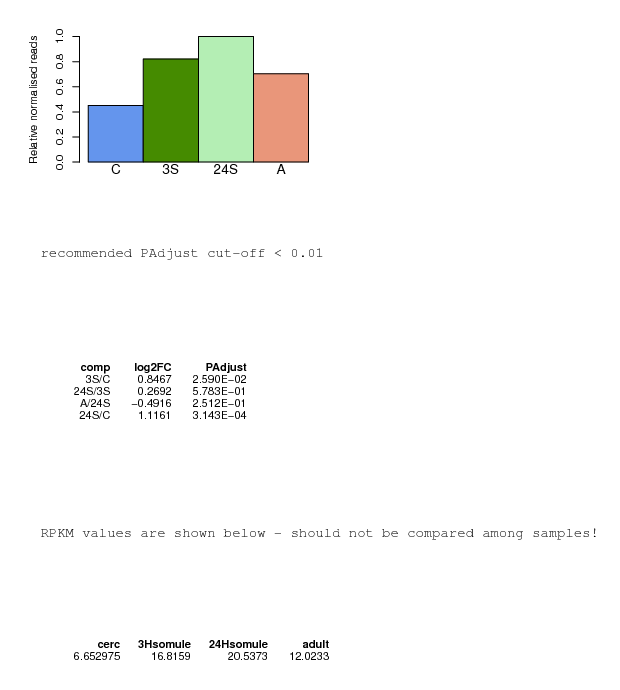 Relative normalised reads
1.0
0.8
0.6
0.4
0.2
0.0
C 3S 24S A
recommended PAdjust cut-off < 0.01
comp log2FC PAdjust
3S/C 0.8467 2.590E-02
24S/3S 0.2692 5.783E-01
A/24S −0.4916 2.512E-01
24S/C 1.1161 3.143E-04
RPKM values are shown below - should not be compared among samples!
cerc 3Hsomule 24Hsomule adult
6.652975 16.8159 20.5373 12.0233